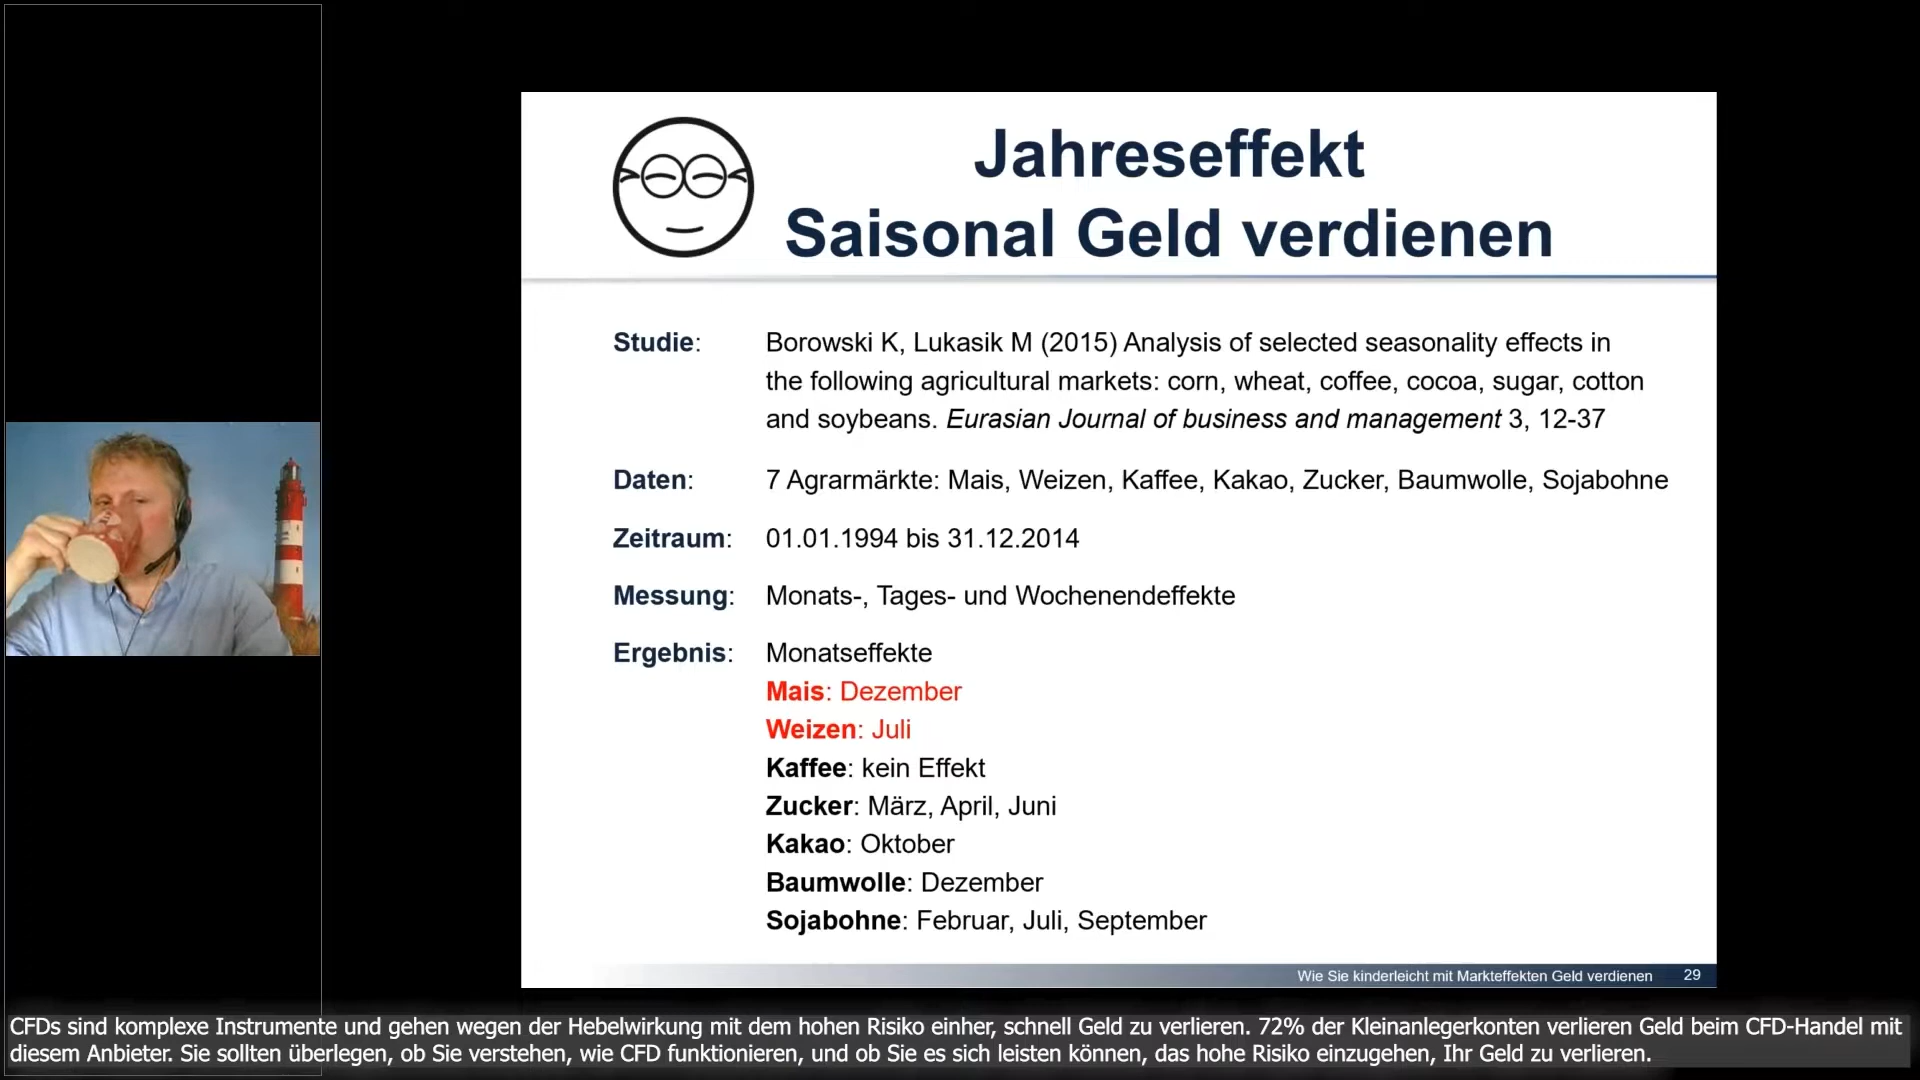 Jahreseffekt
Saisonal Geld verdienen
Studie: Borowski K, Lukasik M (2015) Analysis of selected seasonality effects in
the following agricultural markets: corn, wheat, coffee, cocoa, sugar, cotton
and soybeans. Eurasian Journal of business and management 3, 12-37
Daten: 7 Agrarmärkte: Mais, Weizen, Kaffee, Kakao, Zucker, Baumwolle, Sojabohne
Zeitraum: 01.01.1994 bis 31.12.2014
Messung: Monats-, Tages- und Wochenendeffekte
Ergebnis: Monatseffekte
Mais: Dezember
Weizen: Juli
Kaffee: kein Effekt
Zucker: März, April, Juni
Kakao: Oktober
Baumwolle: Dezember
Sojabohne: Februar, Juli, September
Wie Sie kinderleicht mit Markteffekten Geld verdienen 29
CFDs sind komplexe Instrumente und gehen wegen der Hebelwirkung mit dem hohen Risiko einher, schnell Geld zu verlieren. 72% der Kleinanlegerkonten verlieren Geld beim CFD-Handel mit
diesem Anbieter. Sie sollten überlegen, ob Sie verstehen, wie CFD funktionieren, und ob Sie es sich leisten können, das hohe Risiko einzugehen, Ihr Geld zu verlieren.